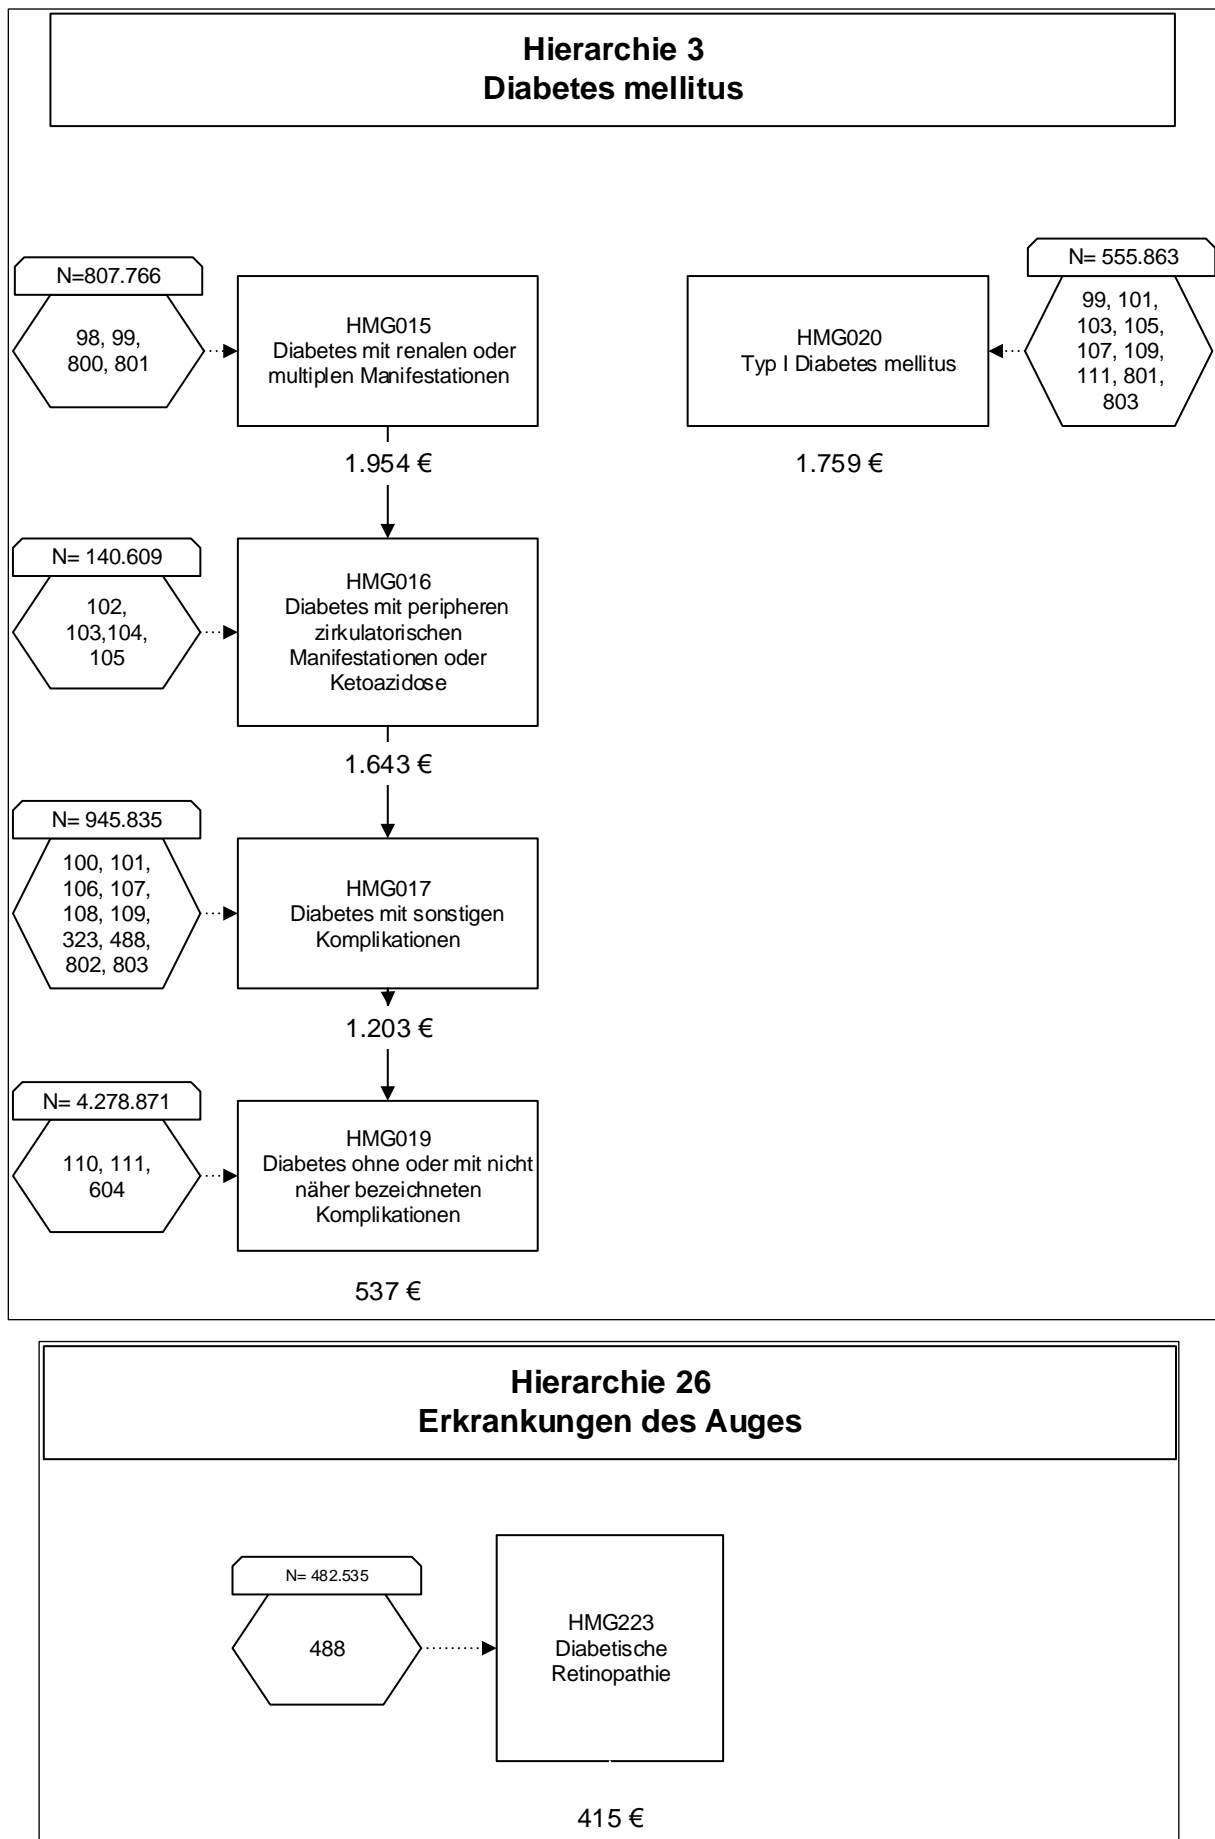 Hierarchie 3
Diabetes mellitus
N=807.766
98, 99,
800, 801
HMG015
Diabetes mit renalen oder
multiplen Manifestationen
1.954 €
HMG020
Typ I Diabetes mellitus
1.759 €
N= 555.863
99, 101,
103, 105,
107, 109,
111, 801,
803
N= 140.609
102,
103,104,
105
HMG016
Diabetes mit peripheren
zirkulatorischen
Manifestationen oder
Ketoazidose
1.643 €
N= 945.835
100, 101,
106, 107,
108, 109,
323, 488,
802, 803
HMG017
Diabetes mit sonstigen
Komplikationen
1.203 €
N= 4.278.871
110, 111,
604
HMG019
Diabetes ohne oder mit nicht
näher bezeichneten
Komplikationen
537 €
Hierarchie 26
Erkrankungen des Auges
N= 482.535
488
HMG223
Diabetische
Retinopathie
415 €